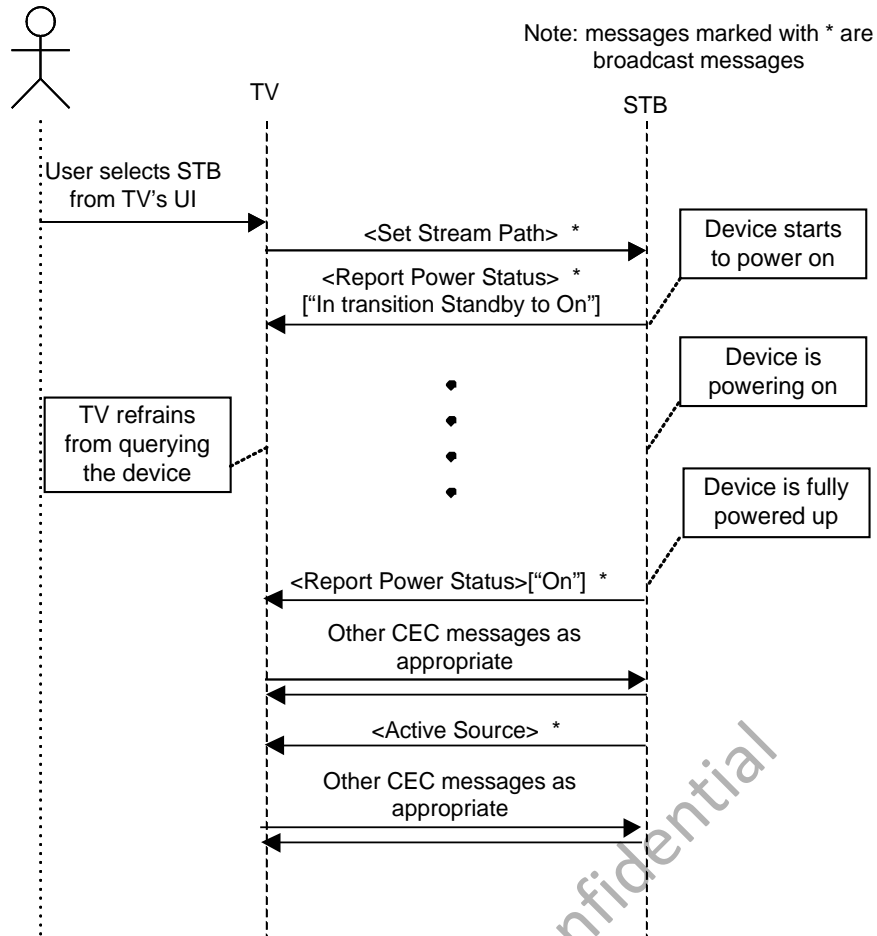 Note: messages marked with * are
broadcast messages
TV
STB
User selects STB
from TV's UI
<Set Stream Path> *
Device starts
to power on
<Report Power Status> *
["In transition Standby to On"]
Device is
powering on
TV refrains
from querying
the device
Device is fully
powered up
<Report Power Status>["On"] *
Other CEC messages as
appropriate
<Active Source> *
Other CEC messages as
appropriate